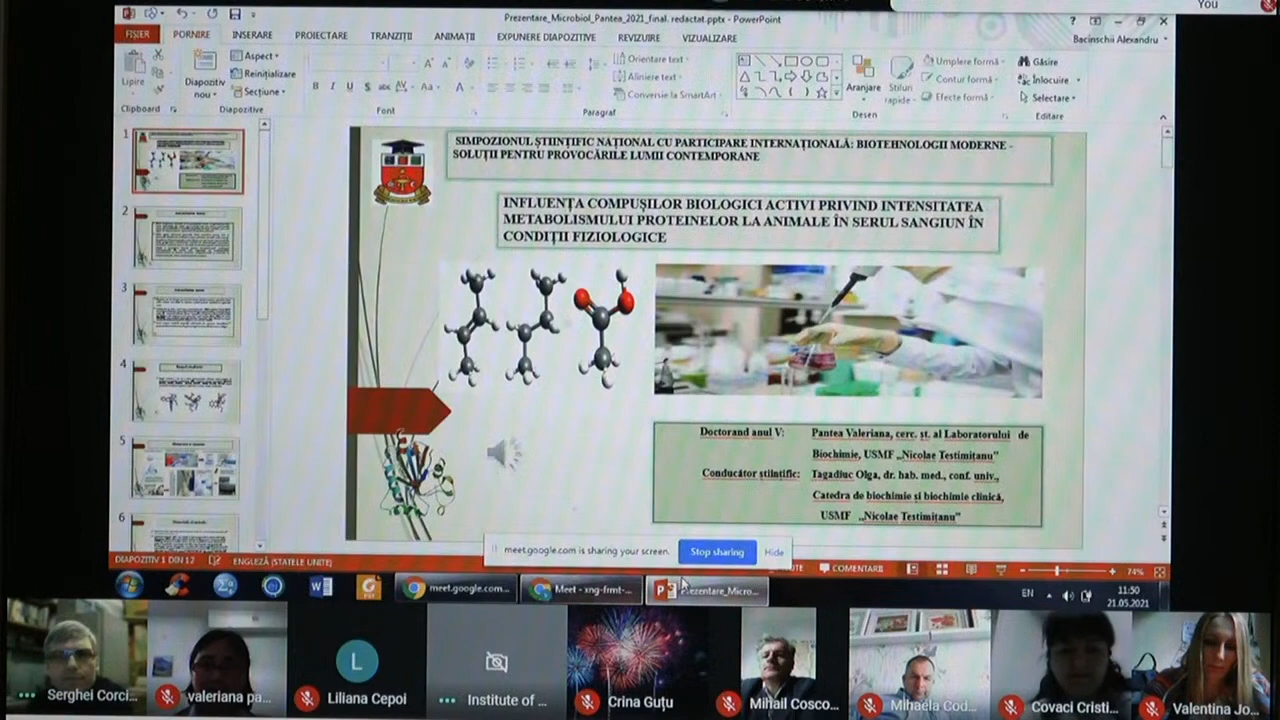 You
Prezentare_Microbiol_Pantea_2021_final. redactat.pptx - PowerPoint
FIȘIER PORNIRE INSERARE PROIECTARE TRANZIȚII ANIMAȚII EXPUNERE DIAPOZITIVE REVIZUIRE VIZUALIZARE
Bacinschii Alexandru
Lipire
Diapozitiv nou
Aspect
Reinițializare
Secțiune
Orientare text
Aliniere text
Conversie la SmartArt
Aranjare
Stiluri rapide
Umplere formă
Contur formă
Efecte formă
Găsire
Înlocuire
Selectare
Clipboard Diapozitive Font Paragraf Desen Editare
1
2
3
4
5
6
SIMPOZIONUL ȘTIINȚIFIC NAȚIONAL CU PARTICIPARE INTERNAȚIONALĂ: BIOTEHNOLOGII MODERNE -
SOLUȚII PENTRU PROVOCĂRILE LUMII CONTEMPORANE
INFLUENȚA COMPUȘILOR BIOLOGICI ACTIVI PRIVIND INTENSITATEA
METABOLISMULUI PROTEINELOR LA ANIMALE ÎN SERUL SANGIUN ÎN
CONDIȚII FIZIOLOGICE
Doctorand anul V: Pantea Valeriana, cerc. șt. al Laboratorului de
Biochimie, USMF „Nicolae Testimițanu”
Conducător științific: Tagadiuc Olga, dr. hab. med., conf. univ.,
Catedra de biochimie și biochimie clinică,
USMF „Nicolae Testimițanu”
meet.google.com is sharing your screen. Stop sharing Hide
DIAPOZITIV 1 DIN 12 ENGLEZĂ (STATELE UNITE) COMENTARII 74%
meet.google.com... Meet - xng-frmt-... Prezentare_Micro... EN 11:50
21.05.2021
L
Serghei Corci... valeriana pa... Liliana Cepoi Institute of ... Crina Guțu Mihail Cosco... Mihaela Cod... Covaci Cristi... Valentina Jo...